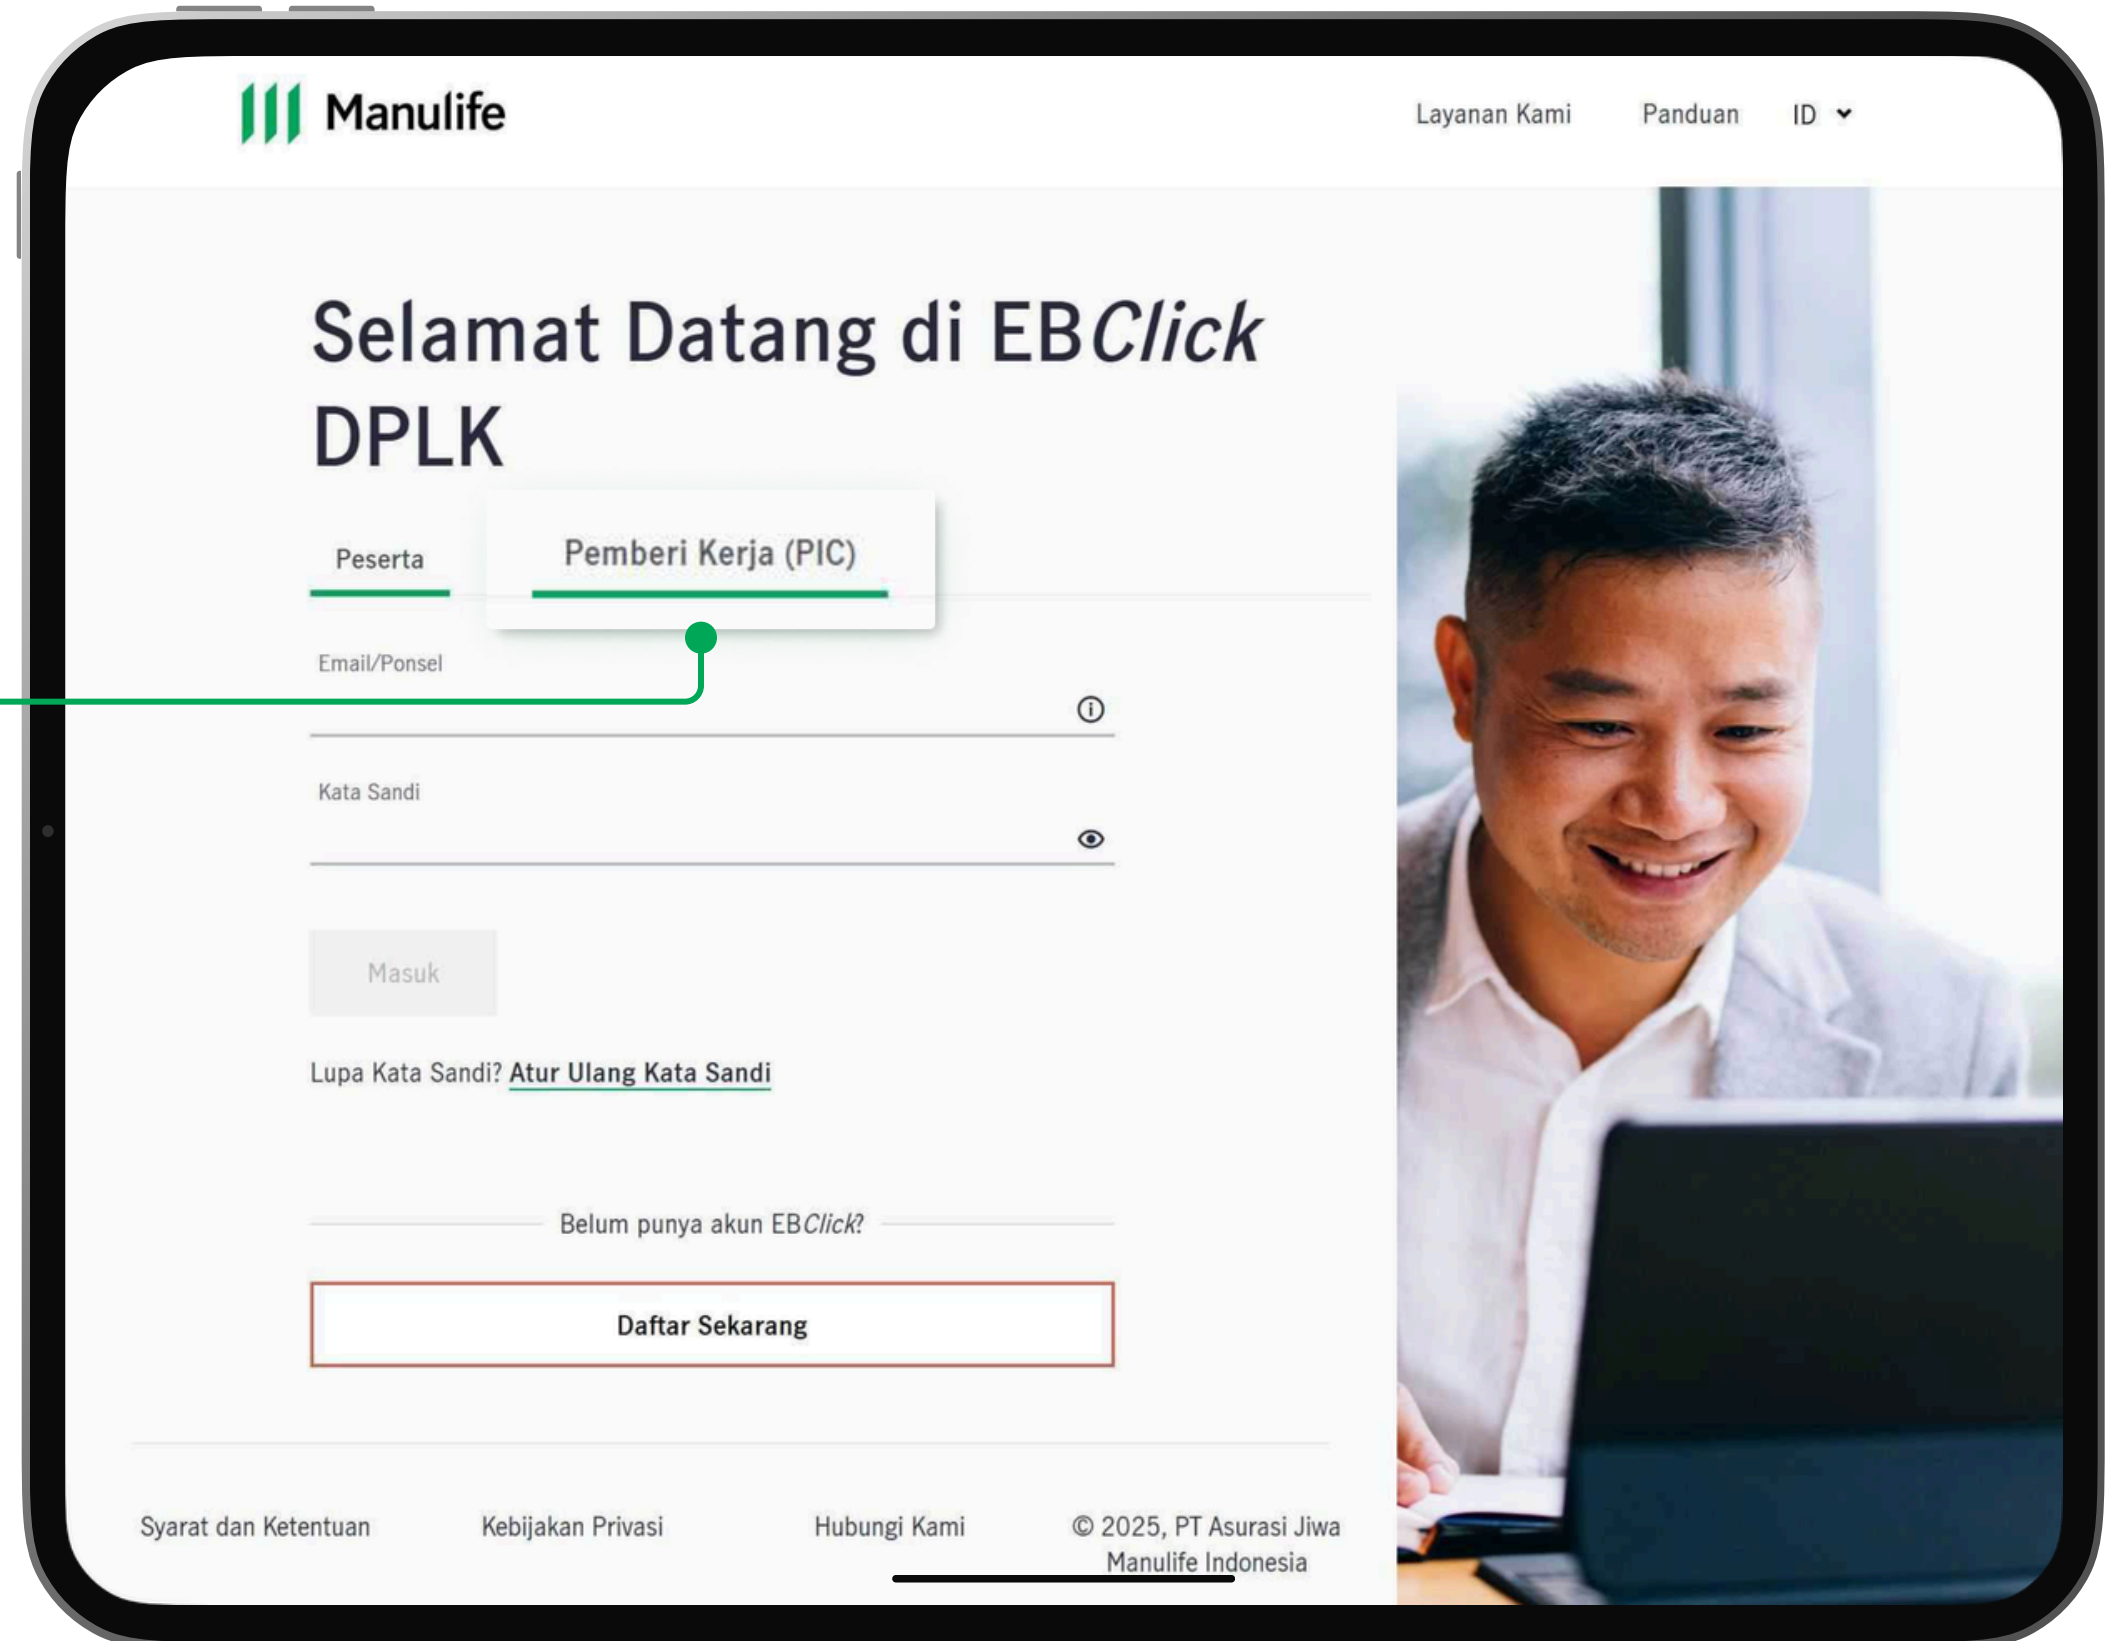 Manulife
Layanan Kami
Panduan
ID
Selamat Datang di EBClick
DPLK
Peserta
Pemberi Kerja (PIC)
Email/Ponsel
Kata Sandi
Masuk
Lupa Kata Sandi? Atur Ulang Kata Sandi
Belum punya akun EBClick?
Daftar Sekarang
Syarat dan Ketentuan
Kebijakan Privasi
Hubungi Kami
© 2025, PT Asurasi Jiwa
Manulife Indonesia